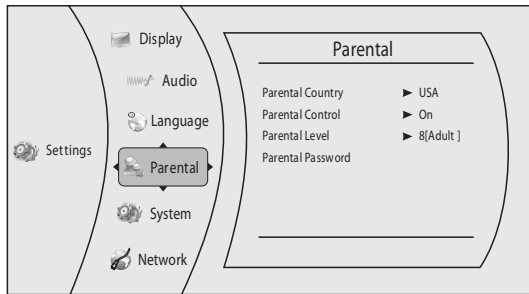 Settings
Display
Audio
Language
Parental
System
Network
Parental
Parental Country ► USA
Parental Control ► On
Parental Level ► 8[Adult ]
Parental Password